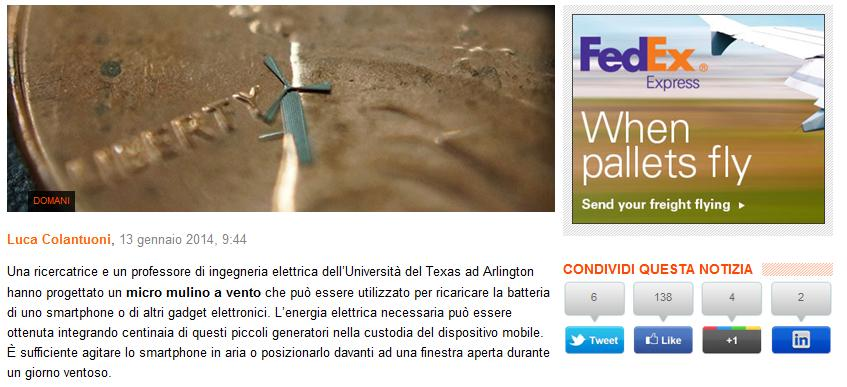 LIBERTY
DOMANI
Luca Colantuoni, 13 gennaio 2014, 9:44
Una ricercatrice e un professore di ingegneria elettrica dell'Università del Texas ad Arlington
hanno progettato un micro mulino a vento che può essere utilizzato per ricaricare la batteria
di uno smartphone o di altri gadget elettronici. L'energia elettrica necessaria può essere
ottenuta integrando centinaia di questi piccoli generatori nella custodia del dispositivo mobile.
È sufficiente agitare lo smartphone in aria o posizionarlo davanti ad una finestra aperta durante
un giorno ventoso.
FedEx®
Express
When
pallets fly
Send your freight flying
CONDIVIDI QUESTA NOTIZIA
6 138 4 2
Tweet Like +1 in